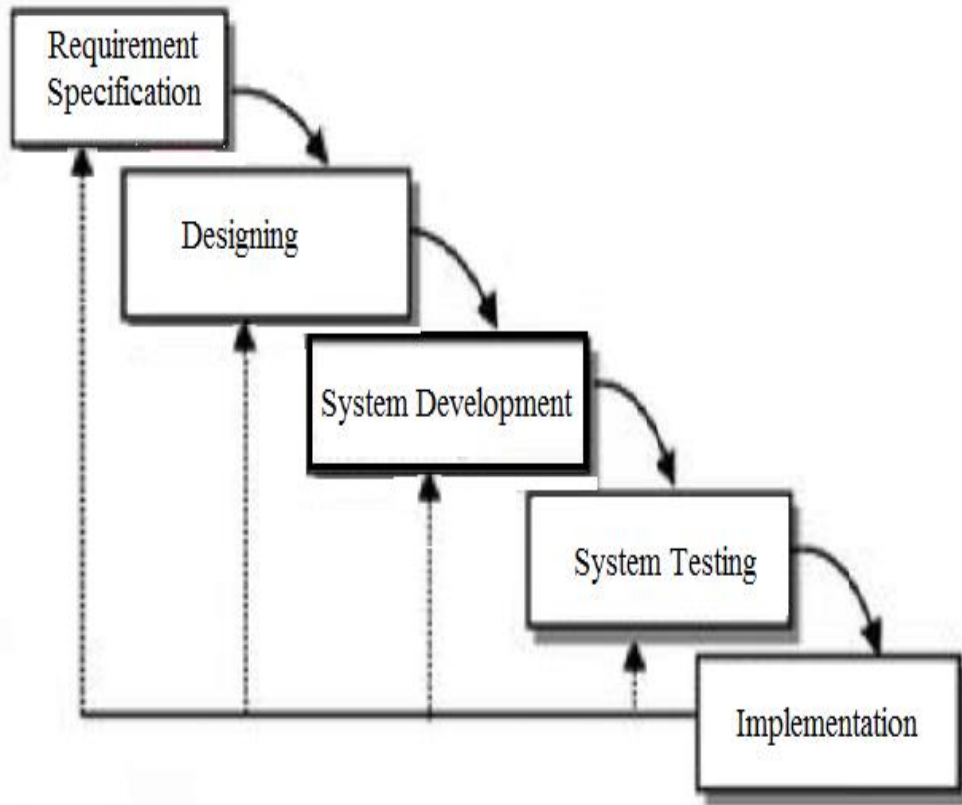 Requirement
Specification
Designing
System Development
System Testing
Implementation